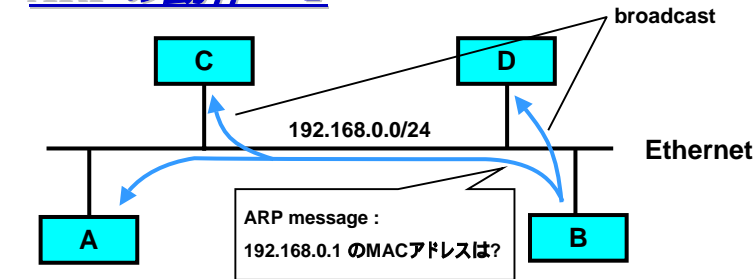 broadcast
C
D
192.168.0.0/24
Ethernet
ARP message :
192.168.0.1 のMACアドレスは?
A
B